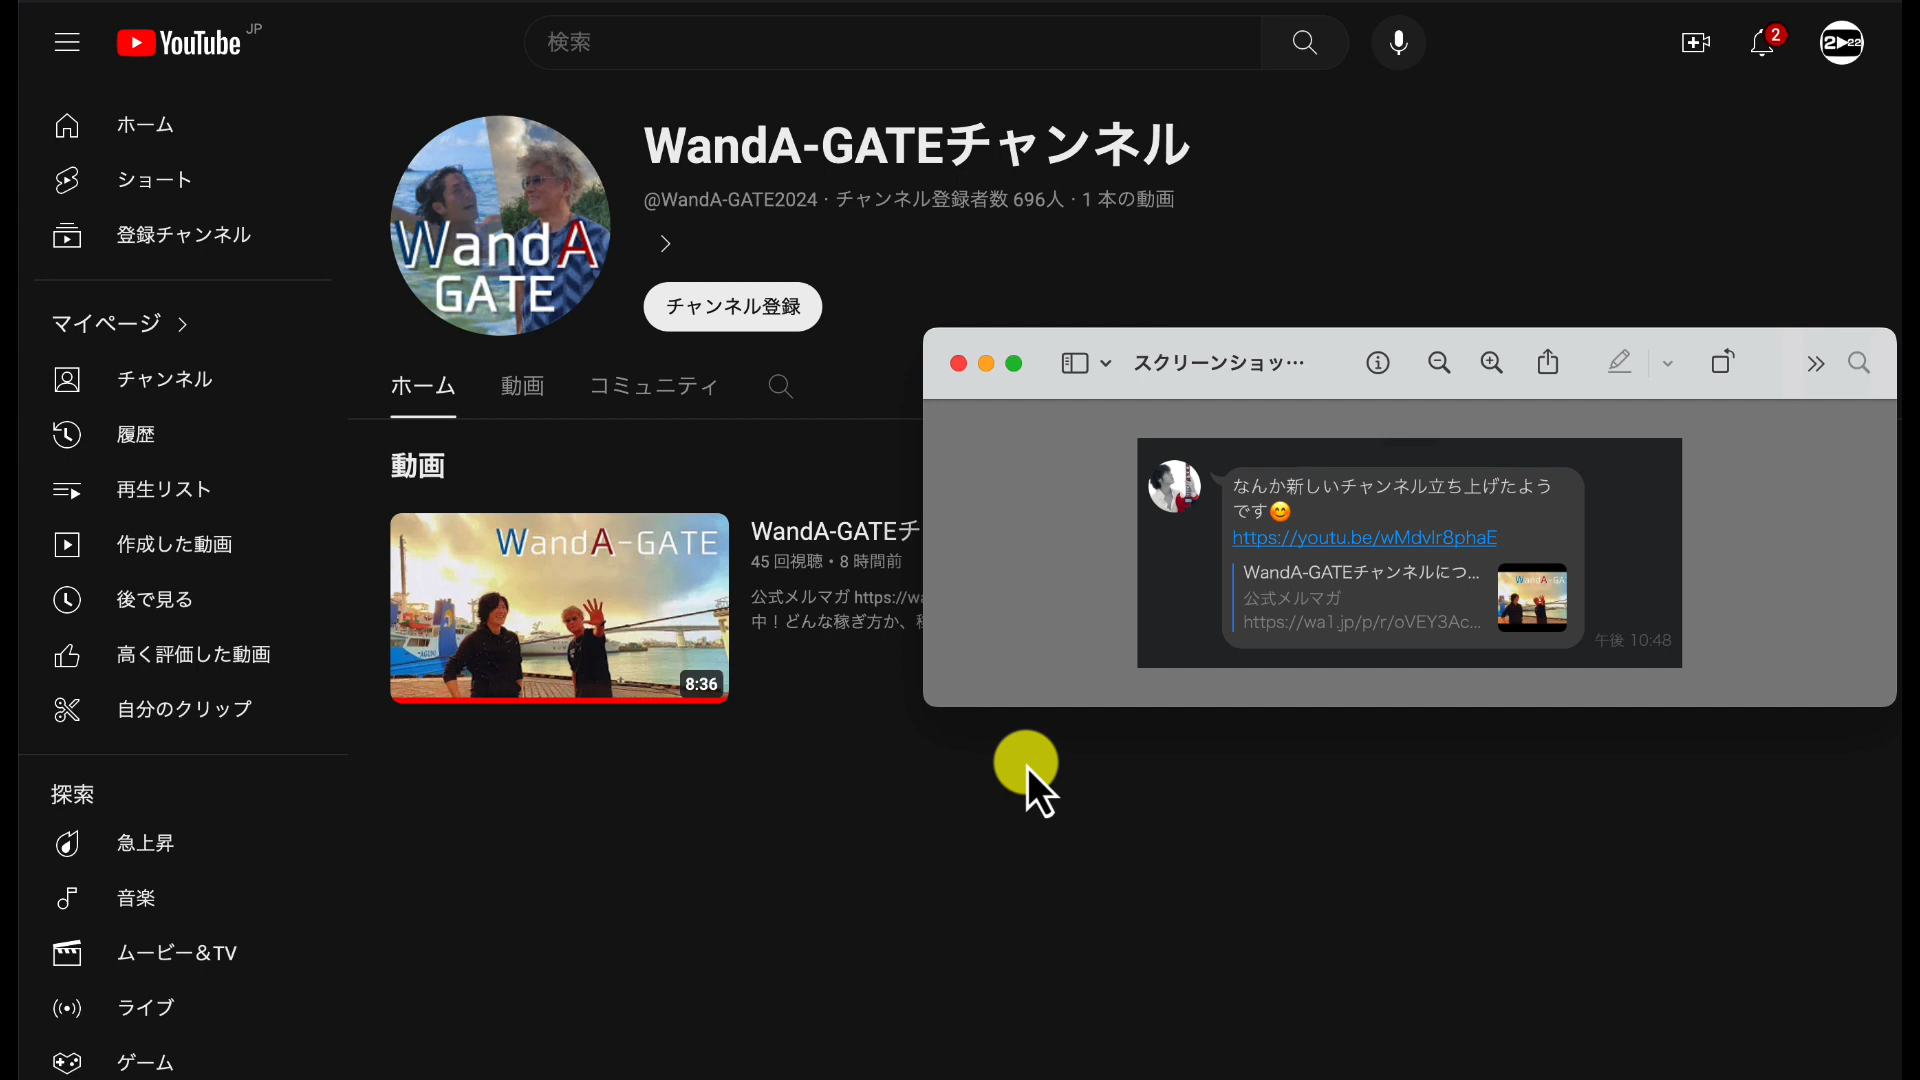 YouTube JP
検索
2
2▶22
ホーム
ショート
登録チャンネル
マイページ
チャンネル
履歴
再生リスト
作成した動画
後で見る
高く評価した動画
自分のクリップ
探索
急上昇
音楽
ムービー＆TV
ライブ
ゲーム
WandA
GATE
WandA-GATEチャンネル
@WandA-GATE2024 · チャンネル登録者数 696人 · 1 本の動画
チャンネル登録
ホーム 動画 コミュニティ
動画
WandA-GATE
8:36
WandA-GATEチ
45 回視聴・8 時間前
公式メルマガ https://wa
中！どんな稼ぎ方か、
スクリーンショッ…
なんか新しいチャンネル立ち上げたよう
です😊
https://youtu.be/wMdvlr8phaE
WandA-GATEチャンネルにつ...
公式メルマガ
https://wa1.jp/p/r/oVEY3Ac...
WandA-GA
午後 10:48